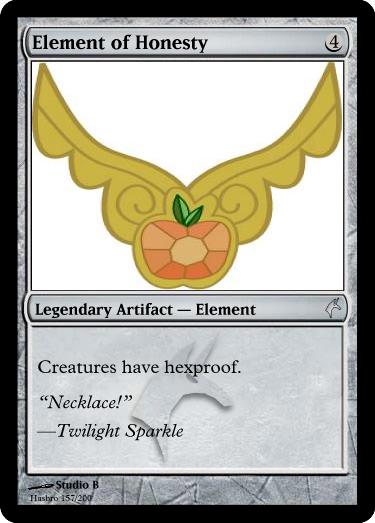 Element of Honesty 4
Legendary Artifact — Element
Creatures have hexproof.
“Necklace!”
—Twilight Sparkle
Studio B
Hasbro 157/200